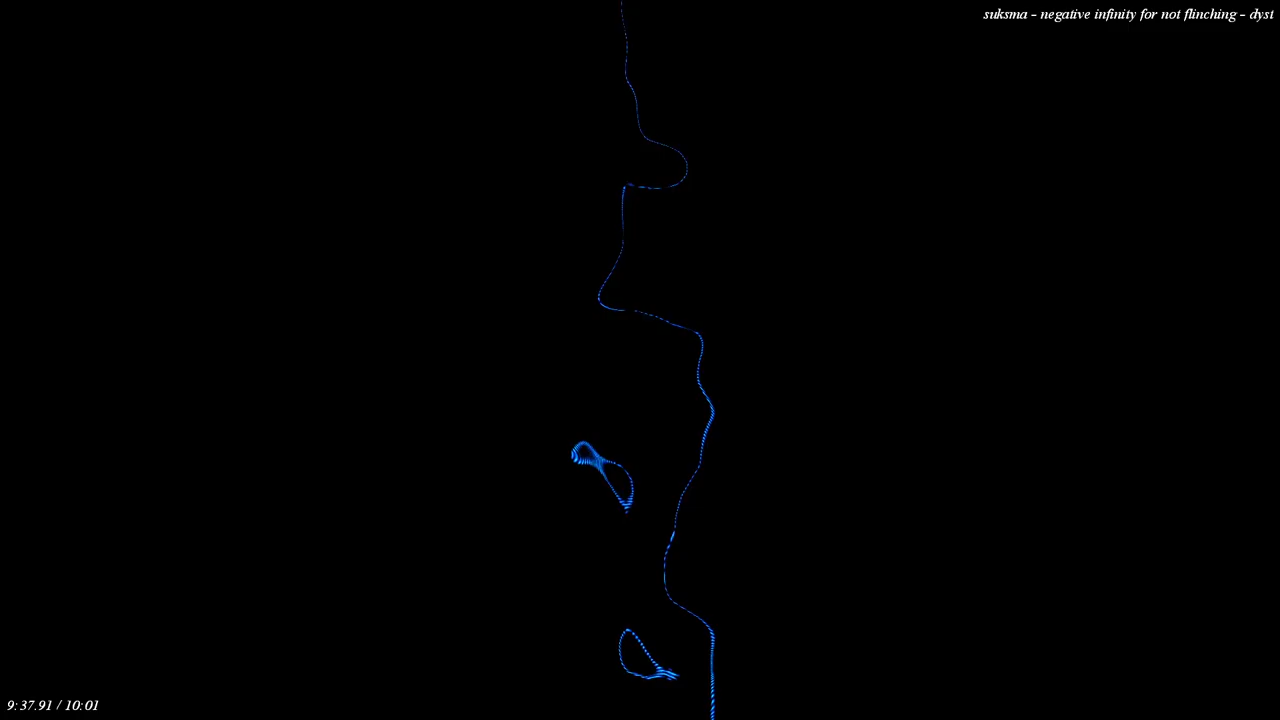 suksma - negative infinity for not flinching - dyst
9:37.91 / 10:01